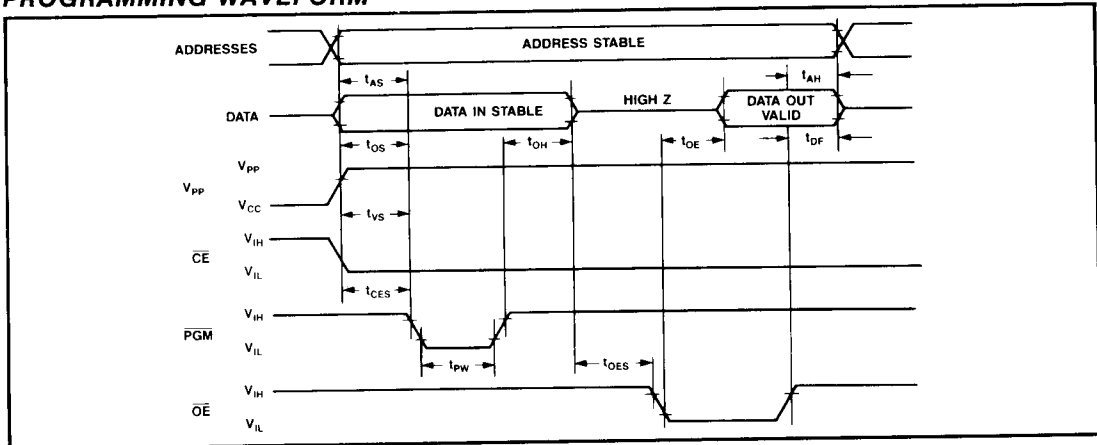 PROGRAMMING WAVEFORM
ADDRESSES
ADDRESS STABLE
tAS
tAH
DATA
DATA IN STABLE
HIGH Z
DATA OUT
VALID
tOS
tOH
tOE
tDF
VPP
VPP
VCC
tVS
CE
VIH
VIL
tCES
PGM
VIH
VIL
tPW
tOES
OE
VIH
VIL